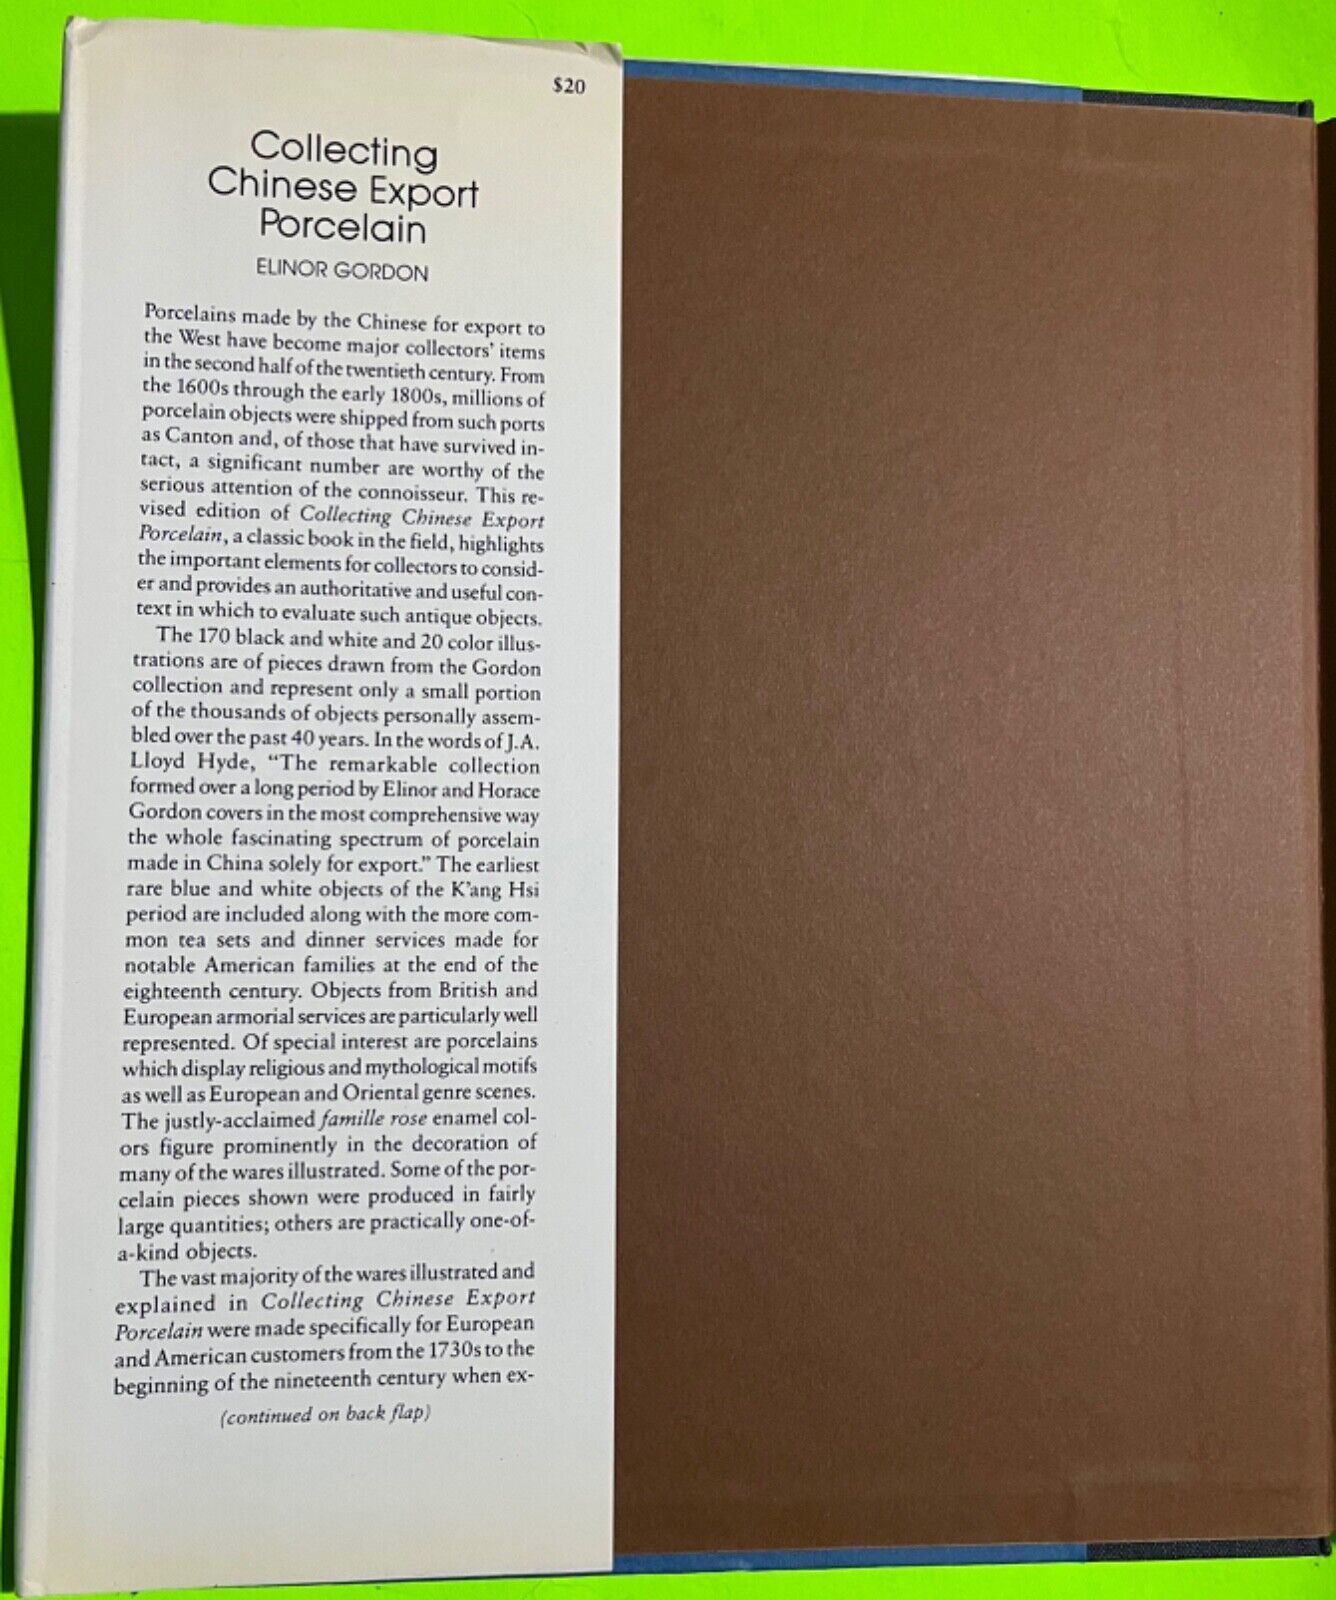 $20
Collecting
Chinese Export
Porcelain
ELINOR GORDON
Porcelains made by the Chinese for export to
the West have become major collectors' items
in the second half of the twentieth century. From
the 1600s through the early 1800s, millions of
porcelain objects were shipped from such ports
as Canton and, of those that have survived in-
tact, a significant number are worthy of the
serious attention of the connoisseur. This re-
vised edition of Collecting Chinese Export
Porcelain, a classic book in the field, highlights
the important elements for collectors to consid-
er and provides an authoritative and useful con-
text in which to evaluate such antique objects.
The 170 black and white and 20 color illus-
trations are of pieces drawn from the Gordon
collection and represent only a small portion
of the thousands of objects personally assem-
bled over the past 40 years. In the words of J.A.
Lloyd Hyde, "The remarkable collection
formed over a long period by Elinor and Horace
Gordon covers in the most comprehensive way
the whole fascinating spectrum of porcelain
made in China solely for export." The earliest
rare blue and white objects of the K'ang Hsi
period are included along with the more com-
mon tea sets and dinner services made for
notable American families at the end of the
eighteenth century. Objects from British and
European armorial services are particularly well
represented. Of special interest are porcelains
which display religious and mythological motifs
as well as European and Oriental genre scenes.
The justly-acclaimed famille rose enamel col-
ors figure prominently in the decoration of
many of the wares illustrated. Some of the por-
celain pieces shown were produced in fairly
large quantities; others are practically one-of-
a-kind objects.
The vast majority of the wares illustrated and
explained in Collecting Chinese Export
Porcelain were made specifically for European
and American customers from the 1730s to the
beginning of the nineteenth century when ex-
(continued on back flap)